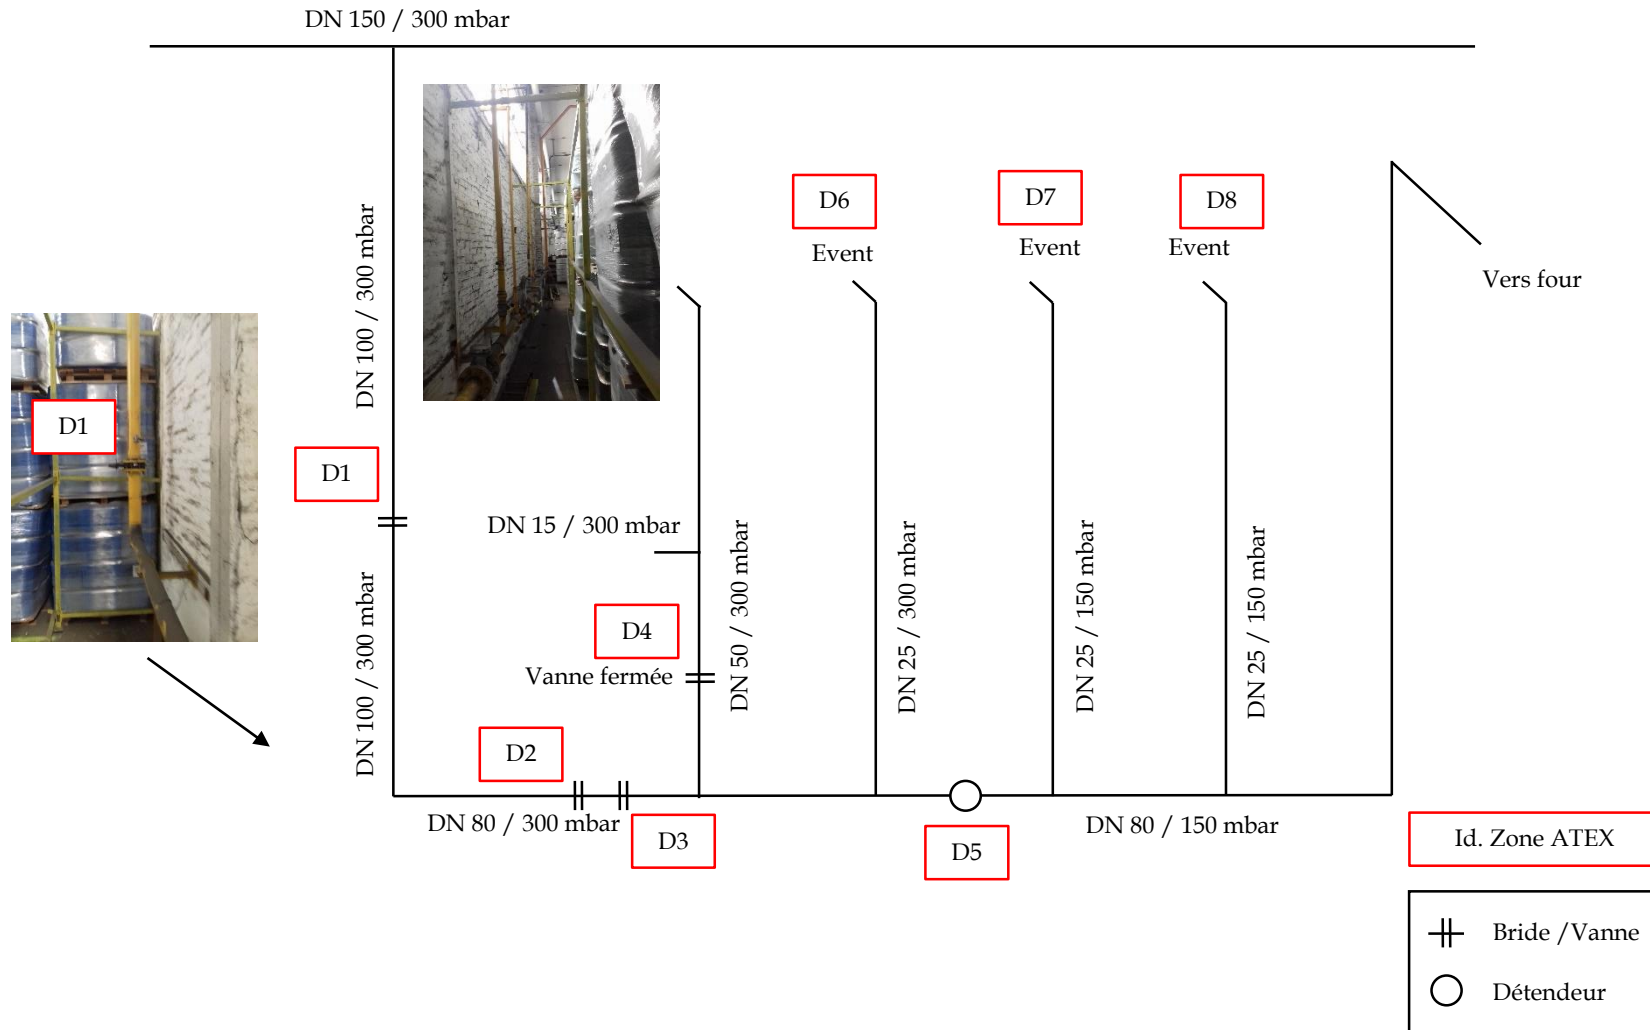 DN 150 / 300 mbar
DN 100 / 300 mbar
D6
D7
D8
Event
Event
Event
Vers four
D1
D1
DN 15 / 300 mbar
DN 100 / 300 mbar
D4
Vanne fermée
DN 50 / 300 mbar
DN 25 / 300 mbar
DN 25 / 150 mbar
DN 25 / 150 mbar
D2
DN 80 / 300 mbar
D3
D5
DN 80 / 150 mbar
Id. Zone ATEX
Bride /Vanne
Détendeur